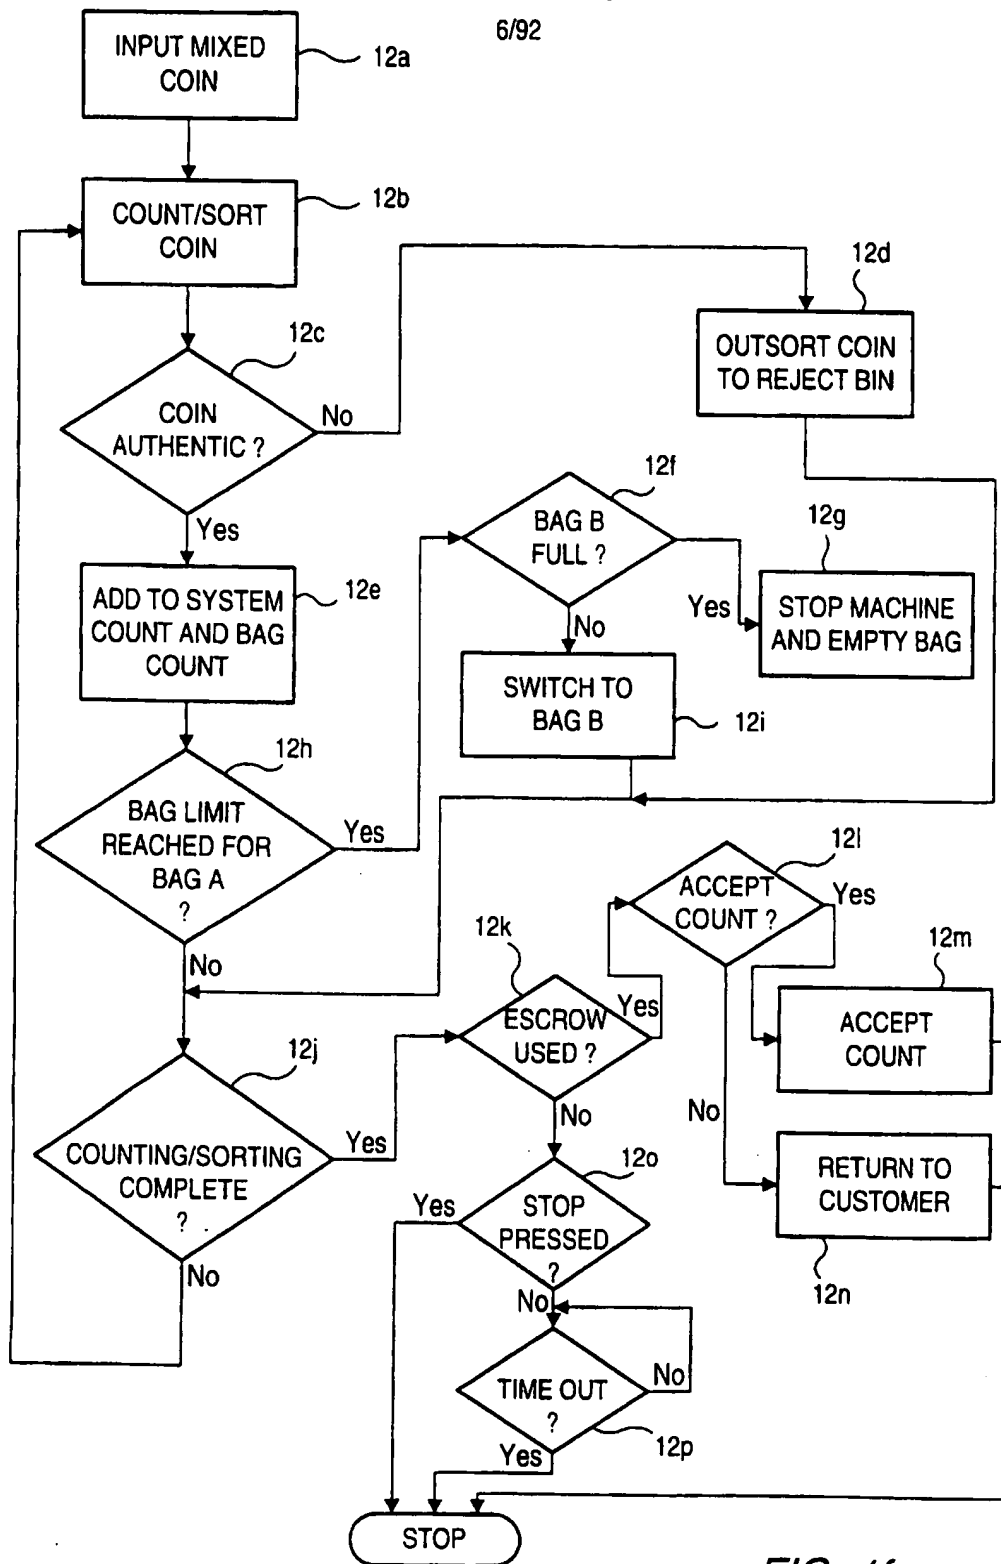 6/92
INPUT MIXED
COIN
12a
COUNT/SORT
COIN
12b
12c
COIN
AUTHENTIC ?
No
Yes
12d
OUTSORT COIN
TO REJECT BIN
ADD TO SYSTEM
COUNT AND BAG
COUNT
12e
12f
BAG B
FULL ?
Yes
No
12g
STOP MACHINE
AND EMPTY BAG
SWITCH TO
BAG B
12i
12h
BAG LIMIT
REACHED FOR
BAG A
?
Yes
No
12j
COUNTING/SORTING
COMPLETE
?
Yes
No
12k
ESCROW
USED ?
Yes
No
12l
ACCEPT
COUNT ?
Yes
No
12m
ACCEPT
COUNT
RETURN TO
CUSTOMER
12n
12o
STOP
PRESSED
?
Yes
No
TIME OUT
?
No
Yes
12p
STOP